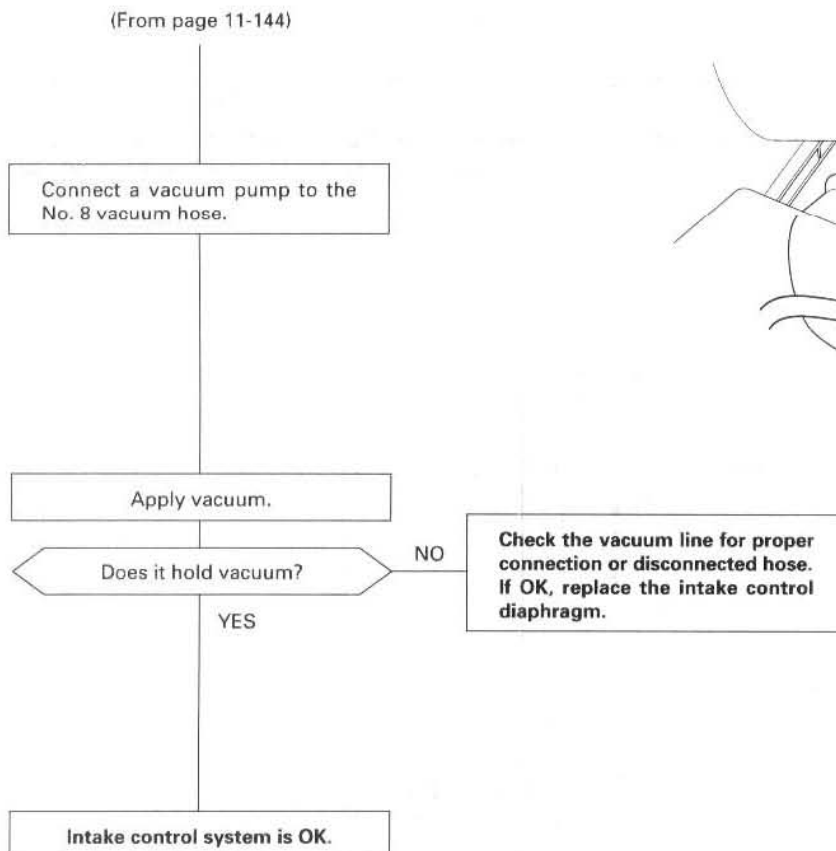 (From page 11-144)
Connect a vacuum pump to the
No. 8 vacuum hose.
Apply vacuum.
Does it hold vacuum?
NO
Check the vacuum line for proper
connection or disconnected hose.
If OK, replace the intake control
diaphragm.
YES
Intake control system is OK.